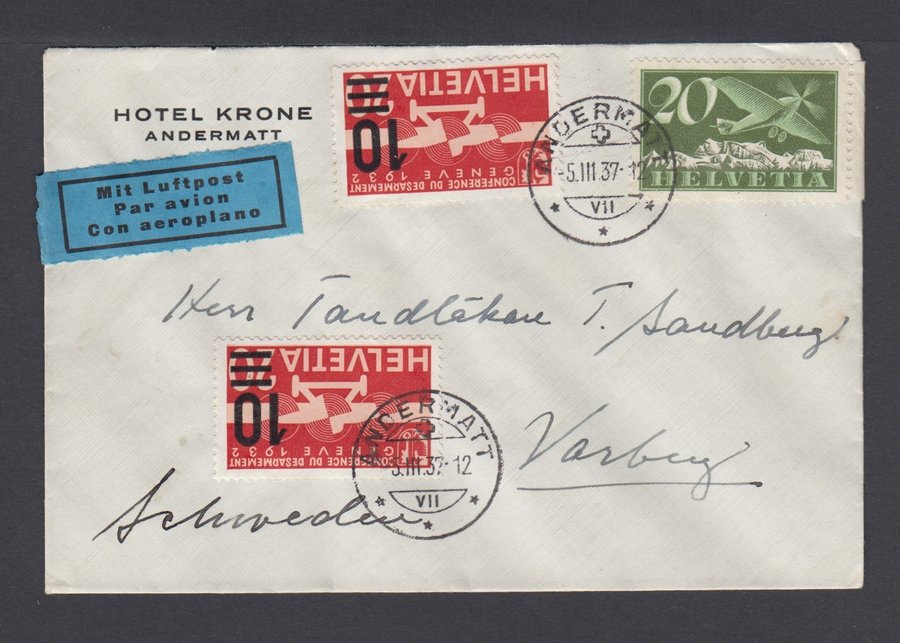 HOTEL KRONE
ANDERMATT
Mit Luftpost
Par avion
Con aeroplano
HELVETIA 20
10
CONFERENCE DU DESARMEMENT
GENEVE 1932
ANDERMATT
-5.III.37-12
VII
20
HELVETIA
Herr Tandläkare T. Sandberg
HELVETIA 20
10
CONFERENCE DU DESARMEMENT
GENEVE 1932
ANDERMATT
-5.III.37-12
VII
Varberg
Schweden